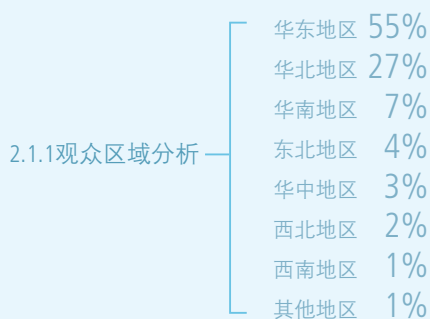 2.1.1观众区域分析
华东地区 55%
华北地区 27%
华南地区 7%
东北地区 4%
华中地区 3%
西北地区 2%
西南地区 1%
其他地区 1%